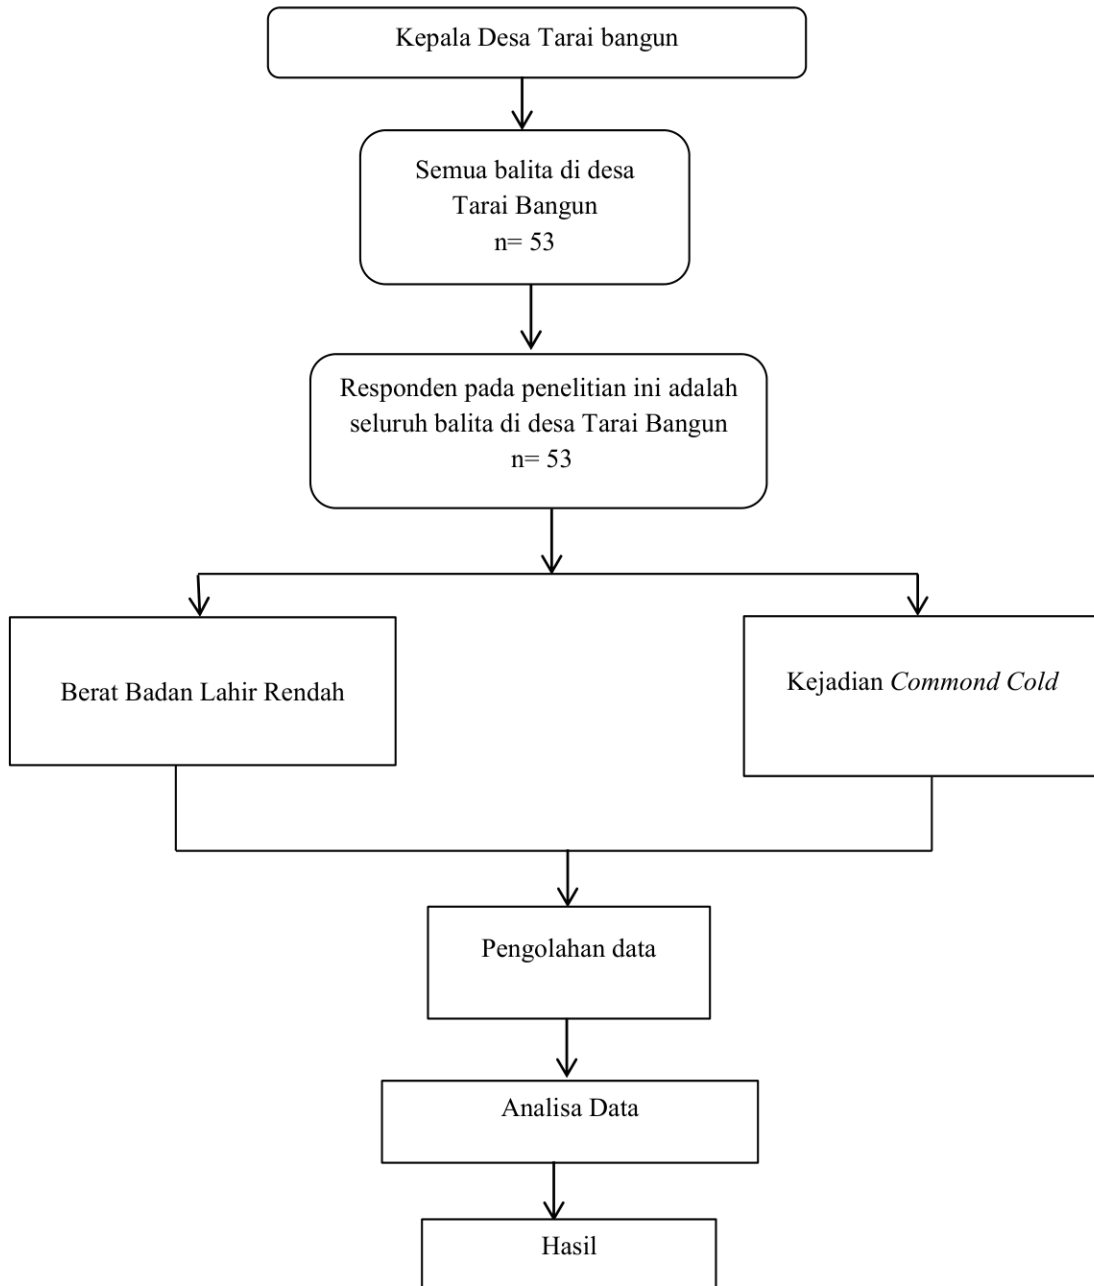 Kepala Desa Tarai bangun
Semua balita di desa
Tarai Bangun
n= 53
Responden pada penelitian ini adalah
seluruh balita di desa Tarai Bangun
n= 53
Berat Badan Lahir Rendah
Kejadian Commond Cold
Pengolahan data
Analisa Data
Hasil